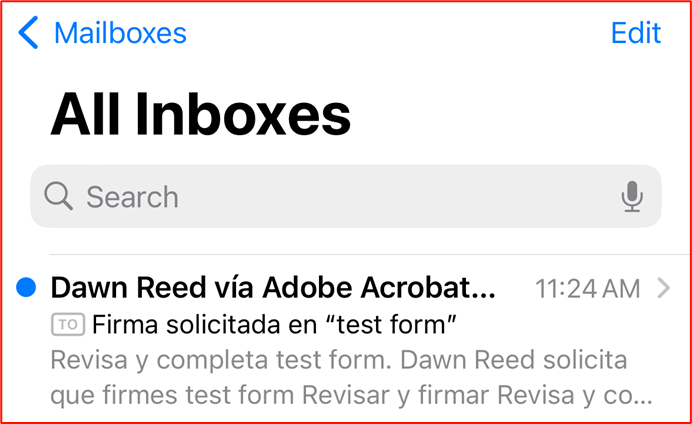 Mailboxes Edit
All Inboxes
Search
Dawn Reed vía Adobe Acrobat... 11:24 AM
TO Firma solicitada en “test form”
Revisa y completa test form. Dawn Reed solicita
que firmes test form Revisar y firmar Revisa y co...